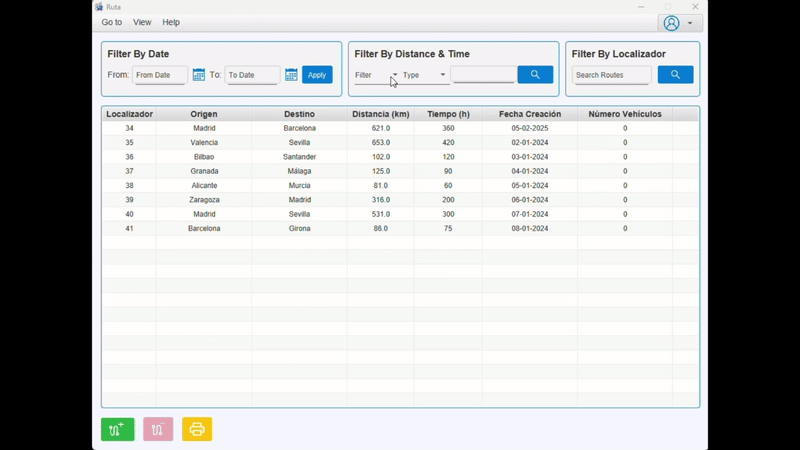 Ruta
Go to View Help
Filter By Date
From: From Date To: To Date Apply
Filter By Distance & Time
Filter Type
Filter By Localizador
Search Routes
Localizador Origen Destino Distancia (km) Tiempo (h) Fecha Creación Número Vehículos
34 Madrid Barcelona 621.0 360 05-02-2025 0
35 Valencia Sevilla 653.0 420 02-01-2024 0
36 Bilbao Santander 102.0 120 03-01-2024 0
37 Granada Málaga 125.0 90 04-01-2024 0
38 Alicante Murcia 81.0 60 05-01-2024 0
39 Zaragoza Madrid 316.0 200 06-01-2024 0
40 Madrid Sevilla 531.0 300 07-01-2024 0
41 Barcelona Girona 86.0 75 08-01-2024 0